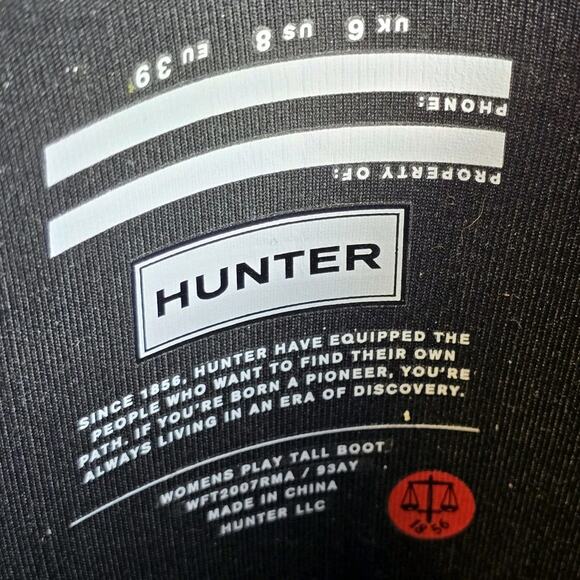 UK 6 US 8 EU 39
PHONE:
PROPERTY OF:
HUNTER
SINCE 1856, HUNTER HAVE EQUIPPED THE
PEOPLE WHO WANT TO FIND THEIR OWN
PATH. IF YOU'RE BORN A PIONEER, YOU'RE
ALWAYS LIVING IN AN ERA OF DISCOVERY.
WOMENS PLAY TALL BOOT
WFT2007RMA / 93AY
MADE IN CHINA
HUNTER LLC
1856